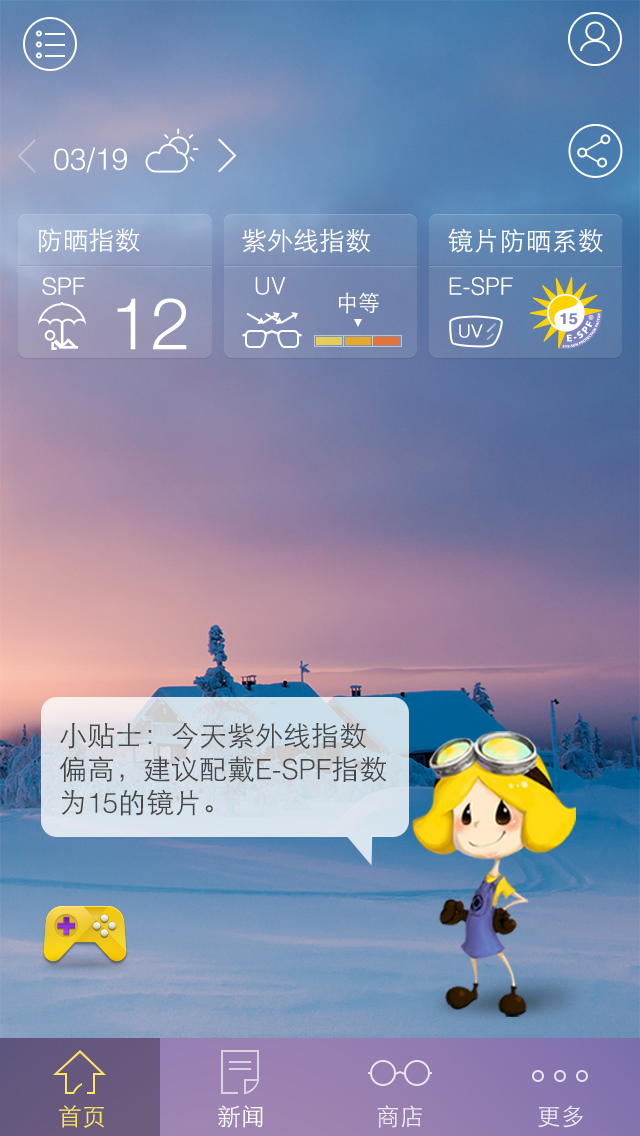 03/19
防晒指数
SPF
12
紫外线指数
UV
中等
镜片防晒系数
E-SPF
UV
15
E-SPF®
小贴士：今天紫外线指数
偏高，建议配戴E-SPF指数
为15的镜片。
首页
新闻
商店
更多